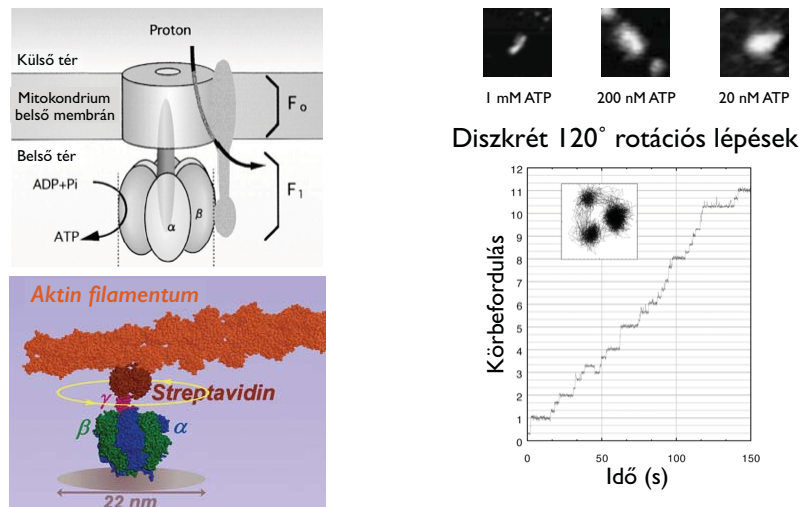 Proton
Külső tér
Mitokondrium
belső membrán
Fo
Belső tér
ADP+Pi
F1
β
α
ATP
Aktin filamentum
Streptavidin
γ
β
α
22 nm
1 mM ATP
200 nM ATP
20 nM ATP
Diszkrét 120˚ rotációs lépések
12
11
10
9
8
7
6
5
4
3
2
1
0
Körbefordulás
0
50
100
150
Idő (s)